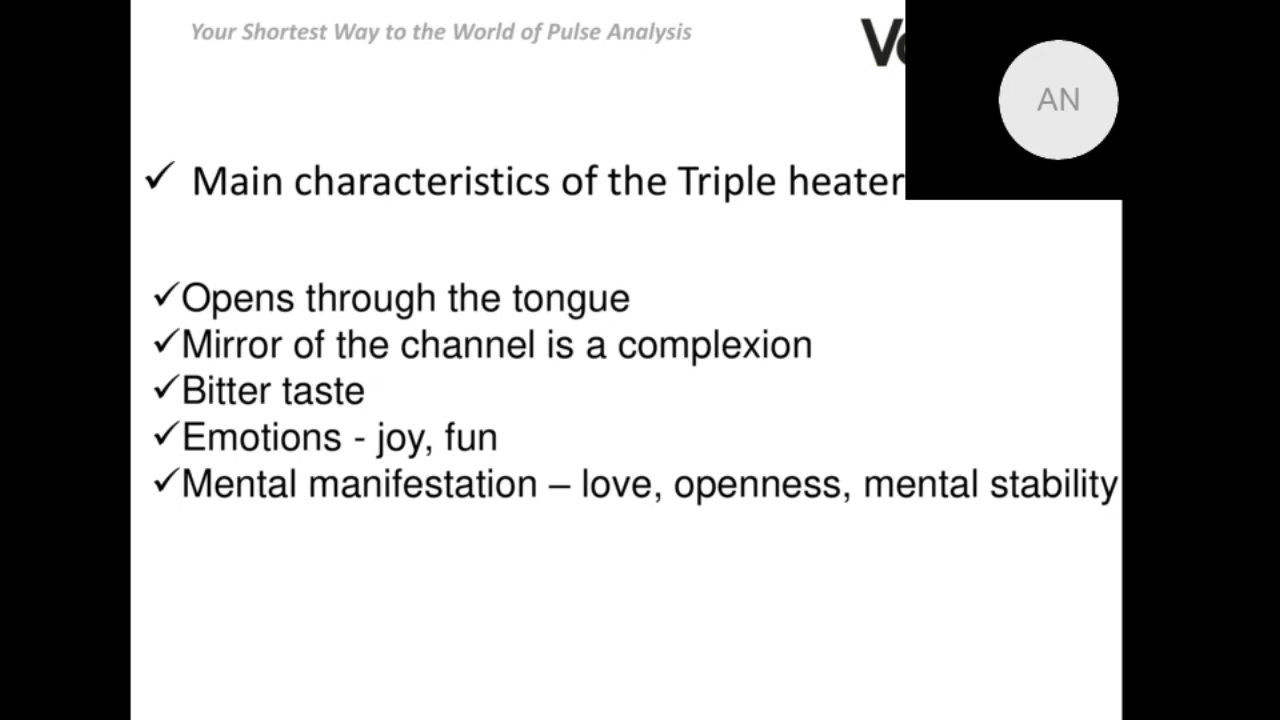 Your Shortest Way to the World of Pulse Analysis
AN
✓ Main characteristics of the Triple heater
✓Opens through the tongue
✓Mirror of the channel is a complexion
✓Bitter taste
✓Emotions - joy, fun
✓Mental manifestation – love, openness, mental stability